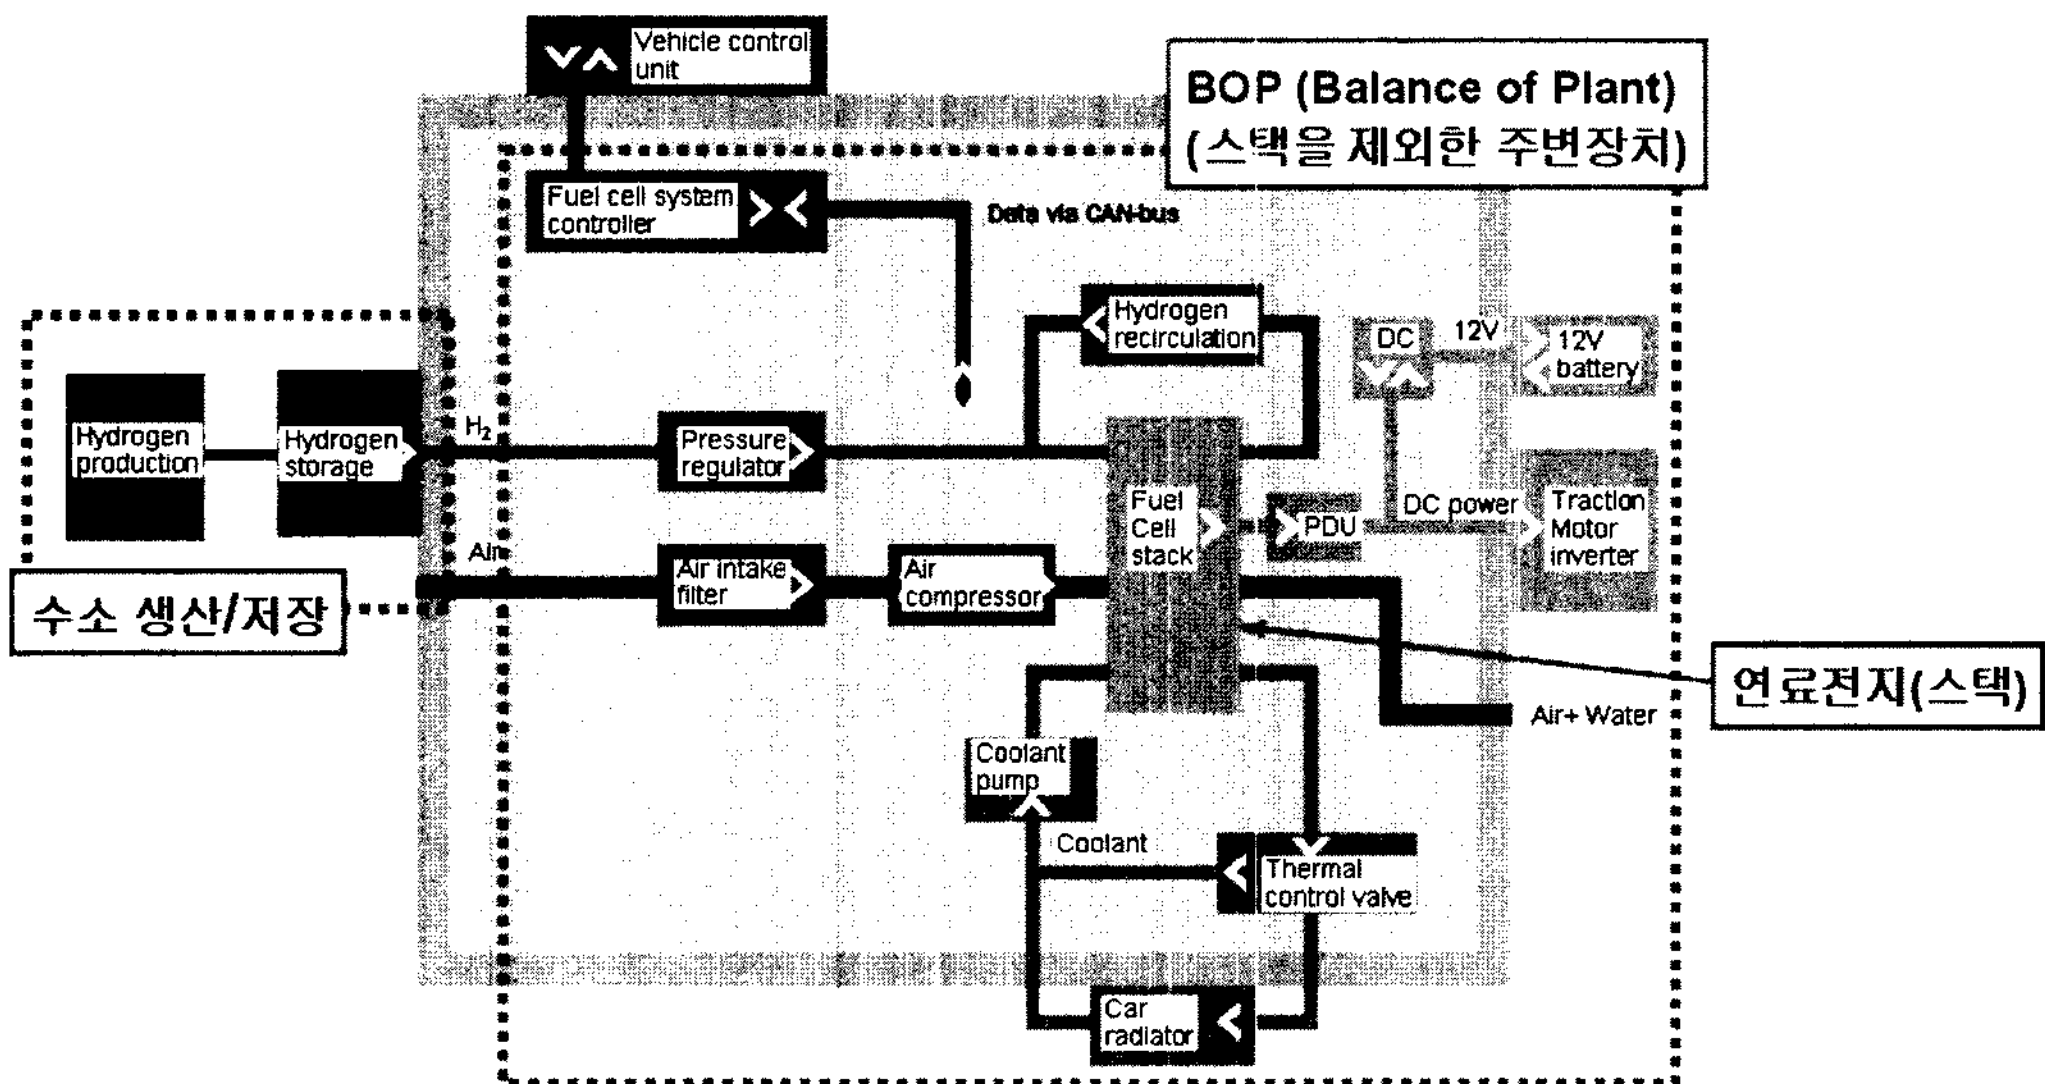 Vehicle control
unit
BOP (Balance of Plant)
(스택을 제외한 주변장치)
Fuel cell system
controller
Data via CAN-bus
Hydrogen
recirculation
DC
12V
12V
battery
Hydrogen
production
Hydrogen
storage
H₂
Pressure
regulator
Fuel
Cell
stack
PDU
DC power
Traction
Motor
inverter
Air
Air intake
filter
Air
compressor
수소 생산/저장
연료전지(스택)
Air+ Water
Coolant
pump
Coolant
Thermal
control valve
Car
radiator